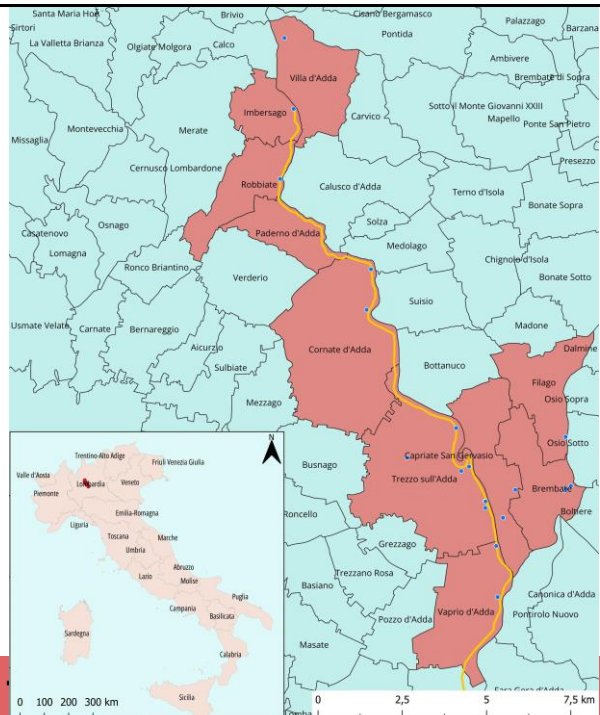 Santa Maria Hoè
Brivio
Cisano Bergamasco
Palazzago
Sirtori
Barzana
La Valletta Brianza
Olgiate Molgora
Calco
Pontida
Ambivere
Villa d'Adda
Brembate di Sopra
Imbersago
Carvico
Sotto il Monte Giovanni XXIII
Mapello
Ponte San Pietro
Montevecchia
Merate
Missaglia
Presezzo
Cernusco Lombardone
Robbiate
Calusco d'Adda
Terno d'Isola
Bonate Sopra
Osnago
Solza
Casatenovo
Paderno d'Adda
Medolago
Lomagna
Ronco Briantino
Chignolo d'Isola
Verderio
Bonate Sotto
Suisio
Usmate Velate
Carnate
Bernareggio
Madone
Aicurzio
Cornate d'Adda
Dalmine
Sulbiate
Bottanuco
Filago
Mezzago
Osio Sopra
Osio Sotto
Busnago
Capriate San Gervasio
Trezzo sull'Adda
Brembate
Roncello
Boltiere
Grezzago
Trezzano Rosa
Basiano
Canonica d'Adda
Vaprio d'Adda
Pontirolo Nuovo
Pozzo d'Adda
Masate
Fara Gera d'Adda
N
Trentino-Alto Adige
Friuli Venezia Giulia
Valle d'Aosta
Lombardia
Veneto
Piemonte
Emilia-Romagna
Liguria
Toscana
Marche
Umbria
Abruzzo
Lazio
Molise
Puglia
Campania
Basilicata
Sardegna
Calabria
Sicilia
0 100 200 300 km
0 2,5 5 7,5 km